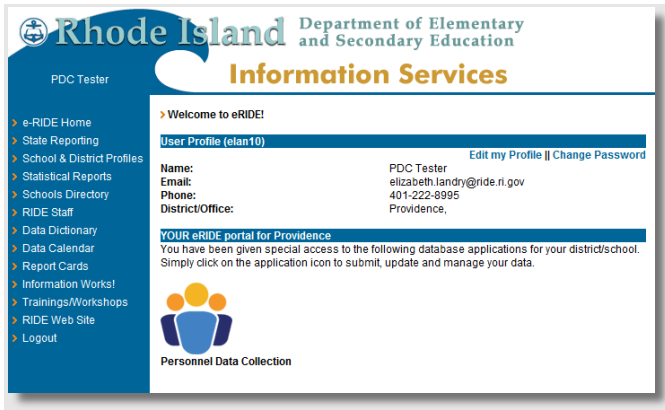 Rhode Island Department of Elementary
and Secondary Education
PDC Tester
Information Services
e-RIDE Home
State Reporting
School & District Profiles
Statistical Reports
Schools Directory
RIDE Staff
Data Dictionary
Data Calendar
Report Cards
Information Works!
Trainings/Workshops
RIDE Web Site
Logout
Welcome to eRIDE!
User Profile (elan10)
Edit my Profile || Change Password
Name: PDC Tester
Email: elizabeth.landry@ride.ri.gov
Phone: 401-222-8995
District/Office: Providence,
YOUR eRIDE portal for Providence
You have been given special access to the following database applications for your district/school.
Simply click on the application icon to submit, update and manage your data.
Personnel Data Collection